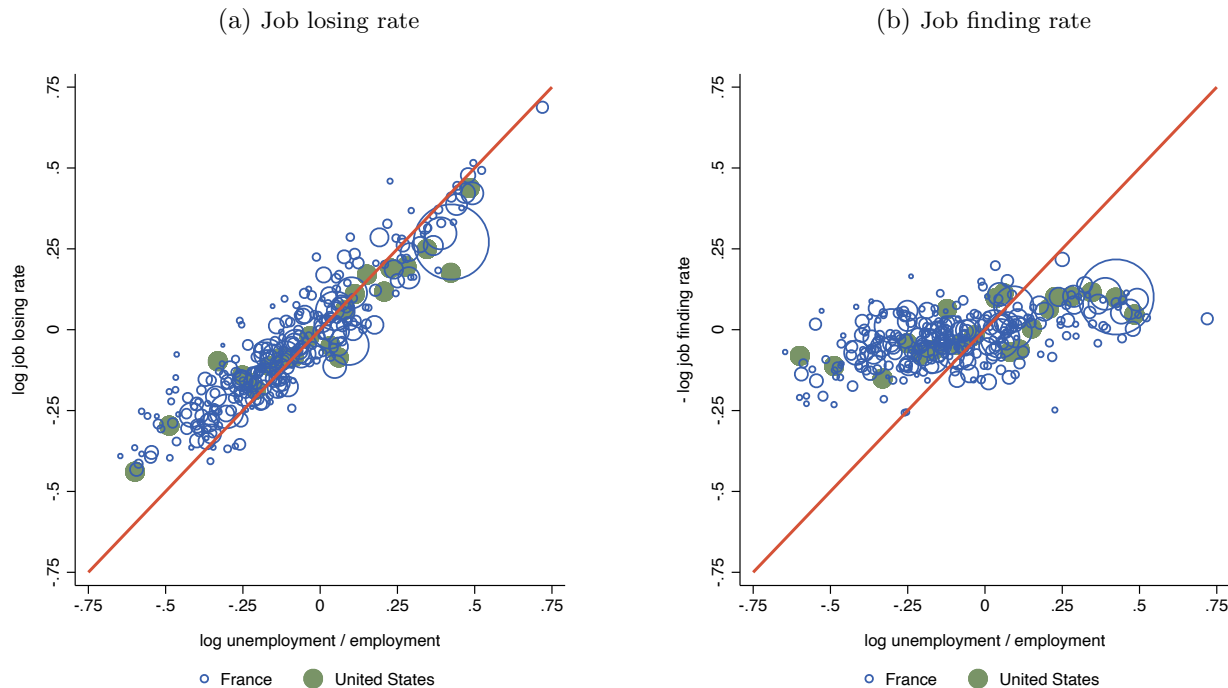 (a) Job losing rate
log job losing rate
.75
.5
.25
0
-.25
-.5
-.75
-.75 -.5 -.25 0 .25 .5 .75
log unemployment / employment
France United States
(b) Job finding rate
- log job finding rate
.75
.5
.25
0
-.25
-.5
-.75
-.75 -.5 -.25 0 .25 .5 .75
log unemployment / employment
France United States